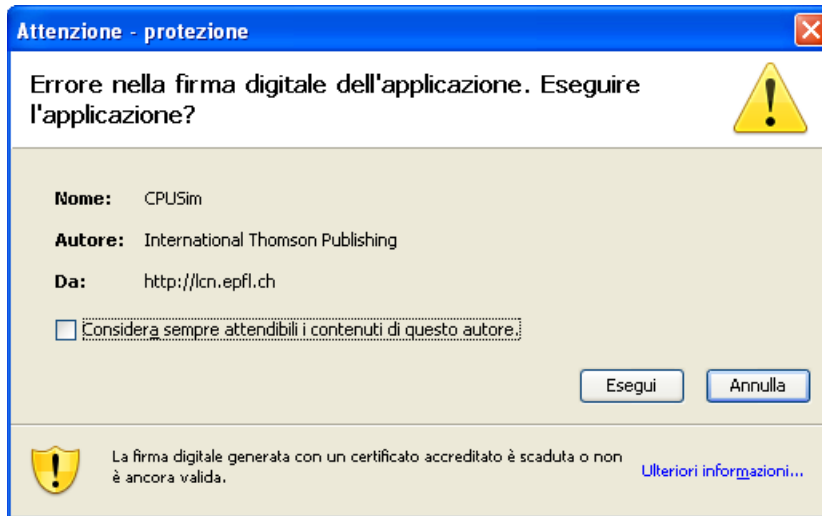 Attenzione - protezione
Errore nella firma digitale dell'applicazione. Eseguire
l'applicazione?
Nome: CPUSim
Autore: International Thomson Publishing
Da: http://lcn.epfl.ch
Considera sempre attendibili i contenuti di questo autore.
Esegui Annulla
La firma digitale generata con un certificato accreditato è scaduta o non
è ancora valida.
Ulteriori informazioni...